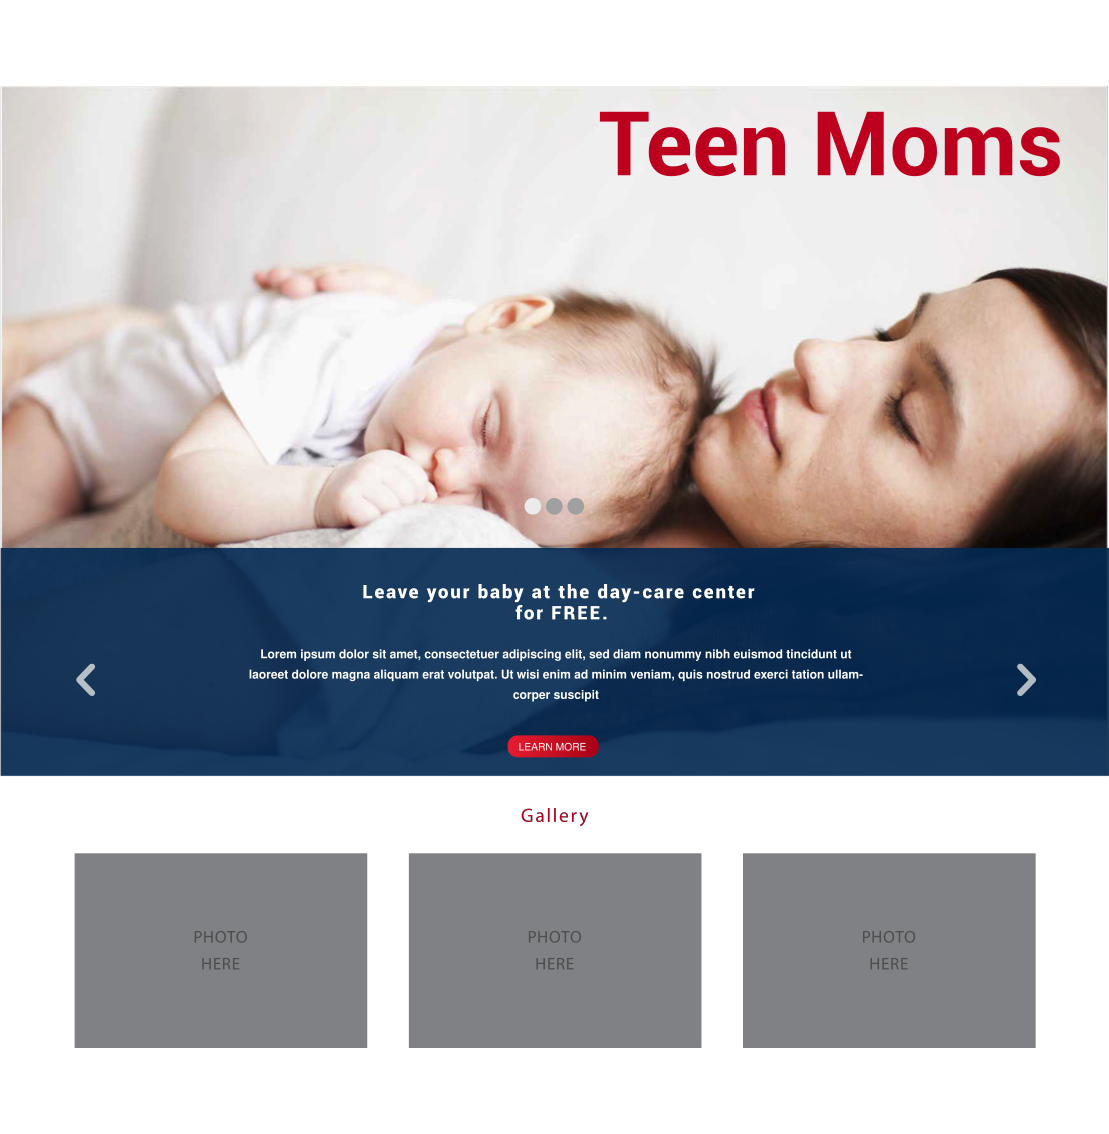 Teen Moms
Leave your baby at the day-care center
for FREE.
Lorem ipsum dolor sit amet, consectetuer adipiscing elit, sed diam nonummy nibh euismod tincidunt ut
laoreet dolore magna aliquam erat volutpat. Ut wisi enim ad minim veniam, quis nostrud exerci tation ullam-
corper suscipit
LEARN MORE
Gallery
PHOTO
HERE
PHOTO
HERE
PHOTO
HERE